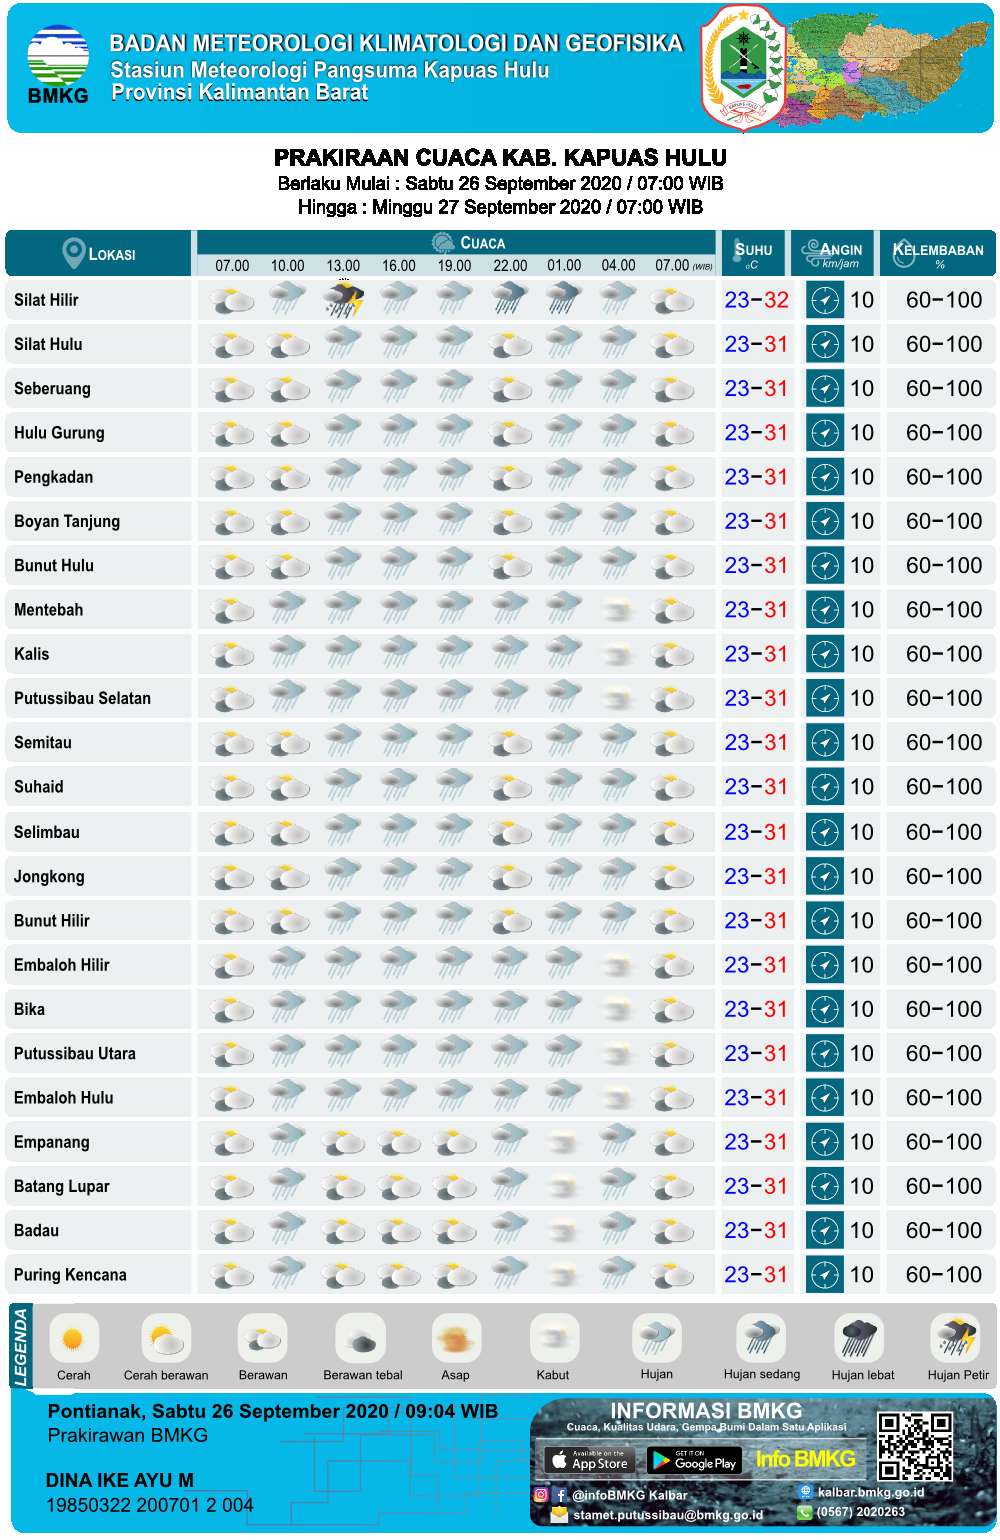 BMKG
BADAN METEOROLOGI KLIMATOLOGI DAN GEOFISIKA
Stasiun Meteorologi Pangsuma Kapuas Hulu
Provinsi Kalimantan Barat
KAPUAS HULU
PRAKIRAAN CUACA KAB. KAPUAS HULU
Berlaku Mulai : Sabtu 26 September 2020 / 07:00 WIB
Hingga : Minggu 27 September 2020 / 07:00 WIB
LOKASI CUACA SUHU °C ANGIN km/jam KELEMBABAN %
07.00 10.00 13.00 16.00 19.00 22.00 01.00 04.00 07.00 (WIB)
Silat Hilir 23-32 10 60-100
Silat Hulu 23-31 10 60-100
Seberuang 23-31 10 60-100
Hulu Gurung 23-31 10 60-100
Pengkadan 23-31 10 60-100
Boyan Tanjung 23-31 10 60-100
Bunut Hulu 23-31 10 60-100
Mentebah 23-31 10 60-100
Kalis 23-31 10 60-100
Putussibau Selatan 23-31 10 60-100
Semitau 23-31 10 60-100
Suhaid 23-31 10 60-100
Selimbau 23-31 10 60-100
Jongkong 23-31 10 60-100
Bunut Hilir 23-31 10 60-100
Embaloh Hilir 23-31 10 60-100
Bika 23-31 10 60-100
Putussibau Utara 23-31 10 60-100
Embaloh Hulu 23-31 10 60-100
Empanang 23-31 10 60-100
Batang Lupar 23-31 10 60-100
Badau 23-31 10 60-100
Puring Kencana 23-31 10 60-100
LEGENDA
Cerah Cerah berawan Berawan Berawan tebal Asap Kabut Hujan Hujan sedang Hujan lebat Hujan Petir
Pontianak, Sabtu 26 September 2020 / 09:04 WIB
Prakirawan BMKG
DINA IKE AYU M
19850322 200701 2 004
INFORMASI BMKG
Cuaca, Kualitas Udara, Gempa Bumi Dalam Satu Aplikasi
Available on the App Store
GET IT ON Google Play
Info BMKG
@infoBMKG Kalbar
kalbar.bmkg.go.id
stamet.putussibau@bmkg.go.id
(0567) 2020263